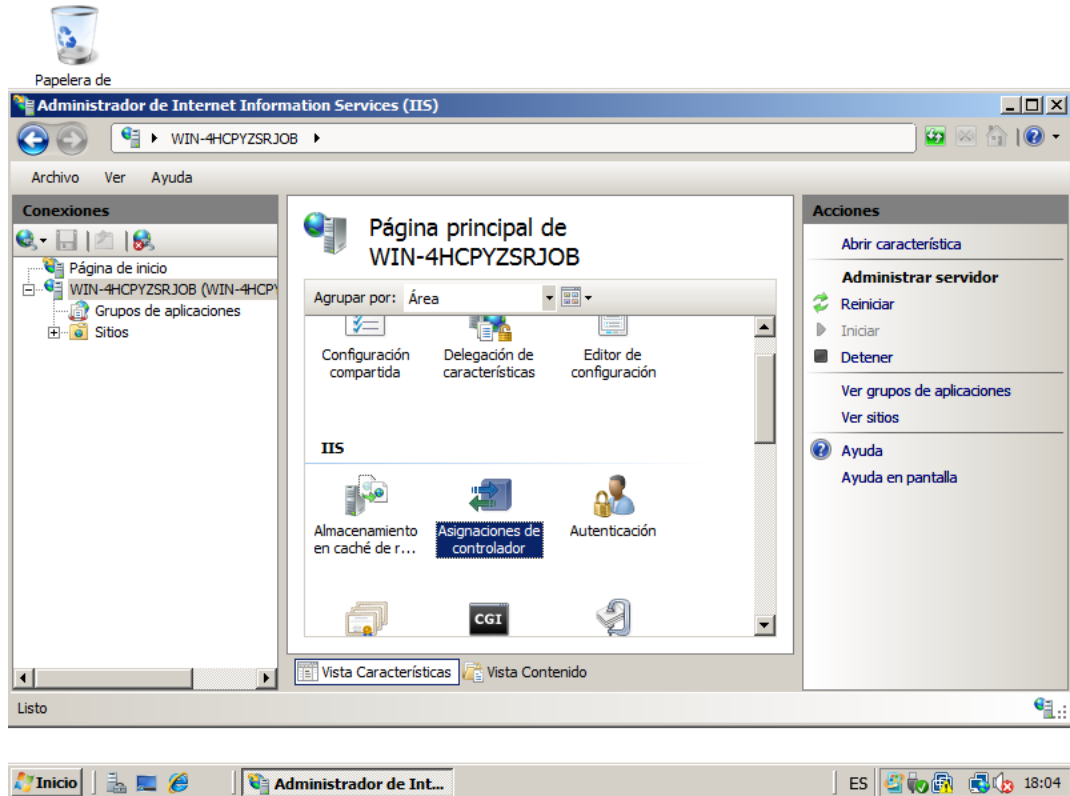 Papelera de
Administrador de Internet Information Services (IIS)
WIN-4HCPYZSRJOB
Archivo Ver Ayuda
Conexiones
Página de inicio
WIN-4HCPYZSRJOB (WIN-4HCPY
Grupos de aplicaciones
Sitios
Página principal de
WIN-4HCPYZSRJOB
Agrupar por: Área
Configuración
compartida
Delegación de
características
Editor de
configuración
IIS
Almacenamiento
en caché de r...
Asignaciones de
controlador
Autenticación
CGI
Vista Características
Vista Contenido
Acciones
Abrir característica
Administrar servidor
Reiniciar
Iniciar
Detener
Ver grupos de aplicaciones
Ver sitios
Ayuda
Ayuda en pantalla
Listo
Inicio
Administrador de Int...
ES
18:04